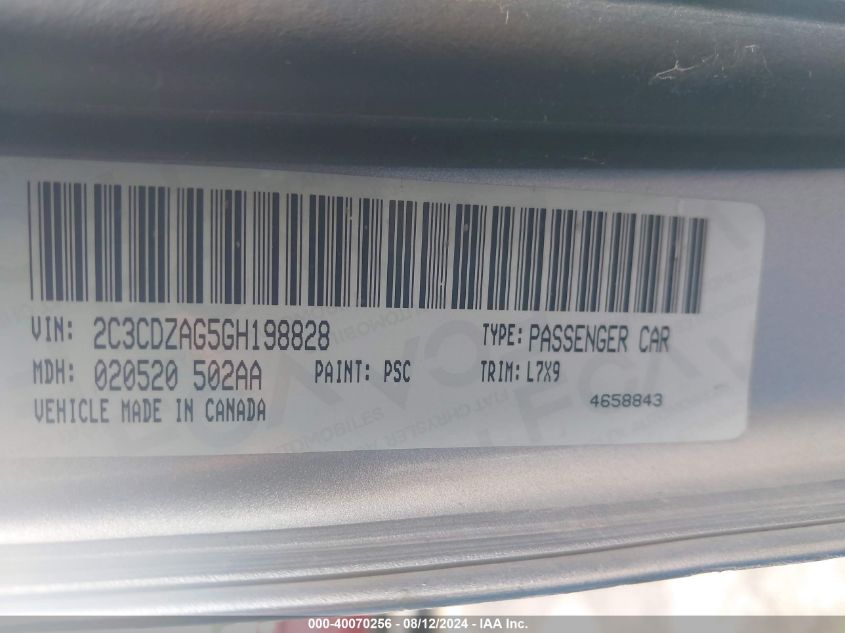 VIN: 2C3CDZAG5GH198828 TYPE: PASSENGER CAR
MDH: 020520 502AA PAINT: PSC TRIM: L7X9
VEHICLE MADE IN CANADA 4658843
000-40070256 - 08/12/2024 - IAA Inc.